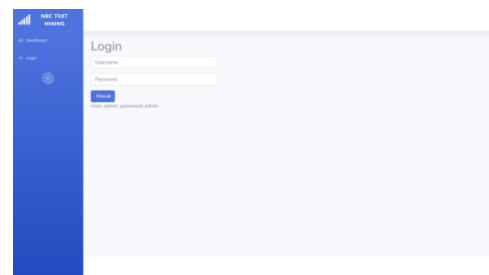 NBC TEXT
MINING
Dashboard
Login
Login
Username
Password
Masuk
User: admin, password: admin